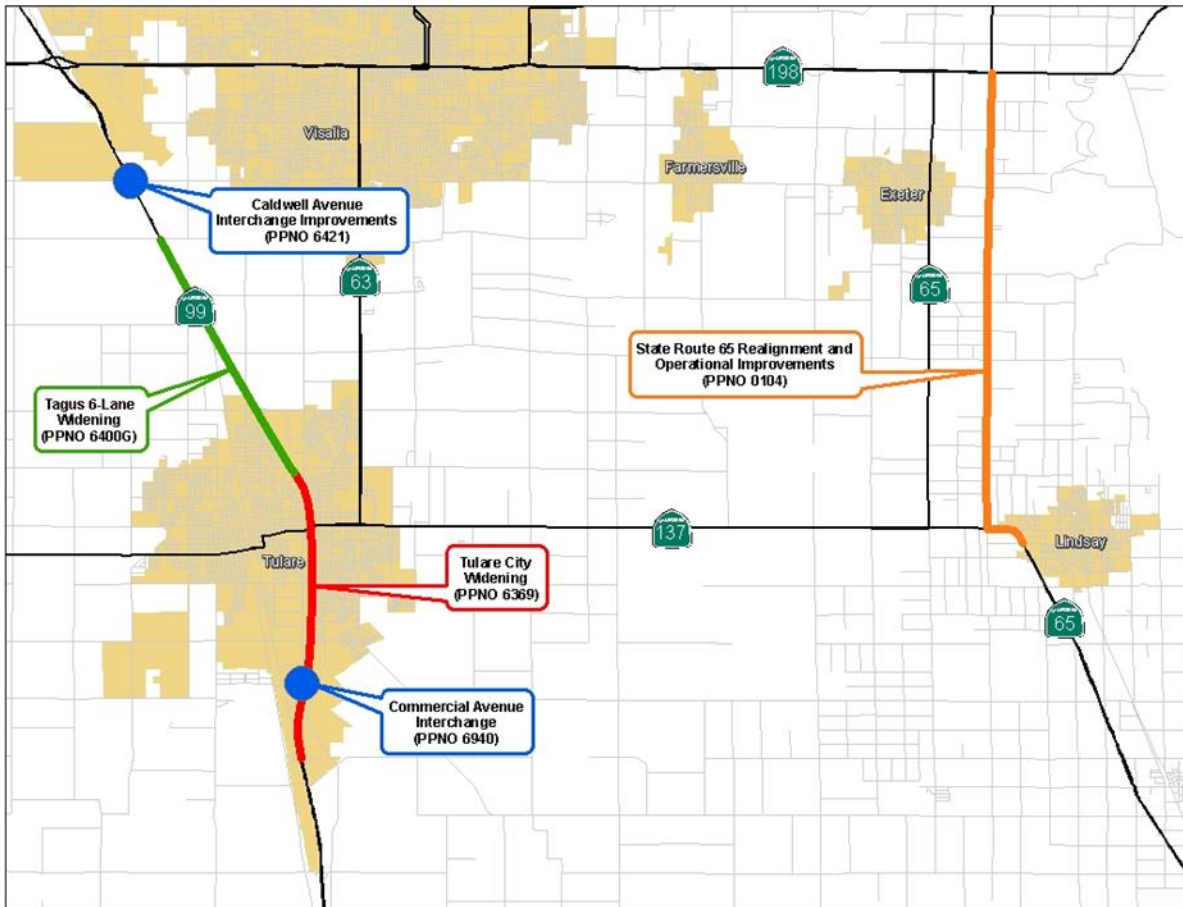 198
Visalia
Farmersville
Exeter
Caldwell Avenue
Interchange Improvements
(PPNO 6421)
63
65
99
State Route 65 Realignment and
Operational Improvements
(PPNO 0104)
Tagus 6-Lane
Widening
(PPNO 6400G)
137
Lindsay
Tulare
Tulare City
Widening
(PPNO 6369)
65
Commercial Avenue
Interchange
(PPNO 6940)